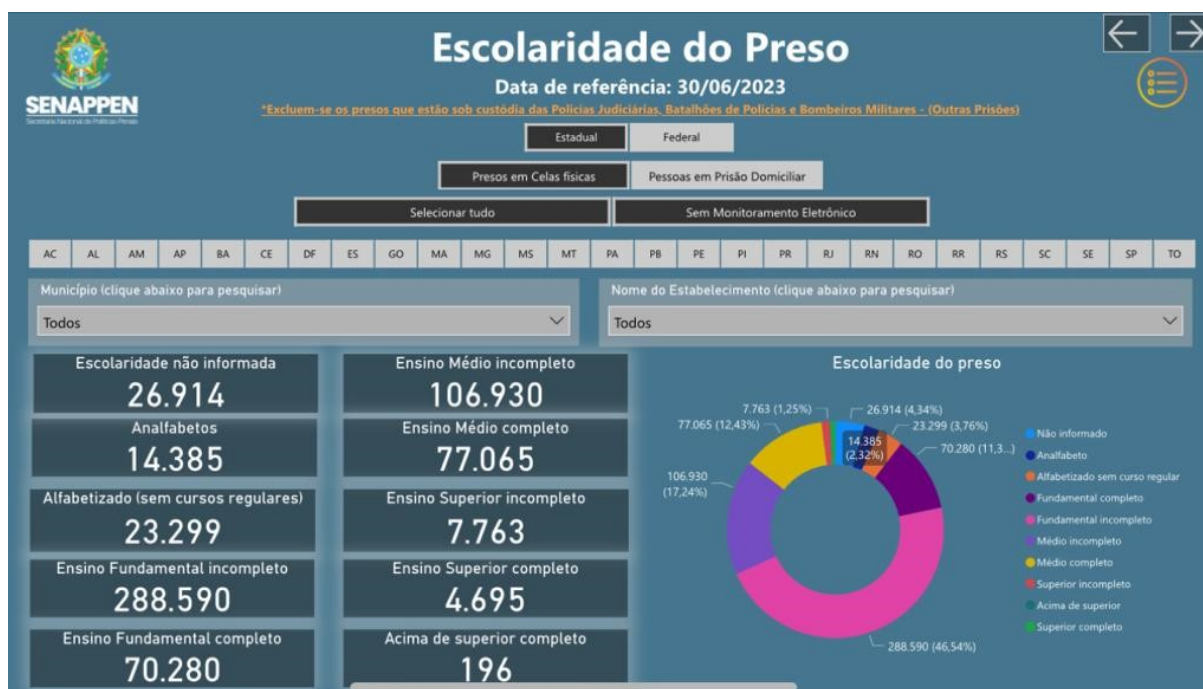 Escolaridade do Preso
Data de referência: 30/06/2023
*Excluem-se os presos que estão sob custódia das Policias Judiciárias, Batalhões de Policias e Bombeiros Militares - (Outras Prisões)
SENAPPEN
Secretaria Nacional de Políticas Penais
Estadual Federal
Presos em Celas físicas Pessoas em Prisão Domiciliar
Selecionar tudo Sem Monitoramento Eletrônico
AC AL AM AP BA CE DF ES GO MA MG MS MT PA PB PE PI PR RJ RN RO RR RS SC SE SP TO
Município (clique abaixo para pesquisar)
Todos
Nome do Estabelecimento (clique abaixo para pesquisar)
Todos
Escolaridade não informada
26.914
Analfabetos
14.385
Alfabetizado (sem cursos regulares)
23.299
Ensino Fundamental incompleto
288.590
Ensino Fundamental completo
70.280
Ensino Médio incompleto
106.930
Ensino Médio completo
77.065
Ensino Superior incompleto
7.763
Ensino Superior completo
4.695
Acima de superior completo
196
Escolaridade do preso
7.763 (1,25%)
26.914 (4,34%)
77.065 (12,43%)
23.299 (3,76%)
14.385
(2,32%)
70.280 (11,3...)
106.930
(17,24%)
288.590 (46,54%)
Não informado
Analfabeto
Alfabetizado sem curso regular
Fundamental completo
Fundamental incompleto
Médio incompleto
Médio completo
Superior incompleto
Acima de superior
Superior completo